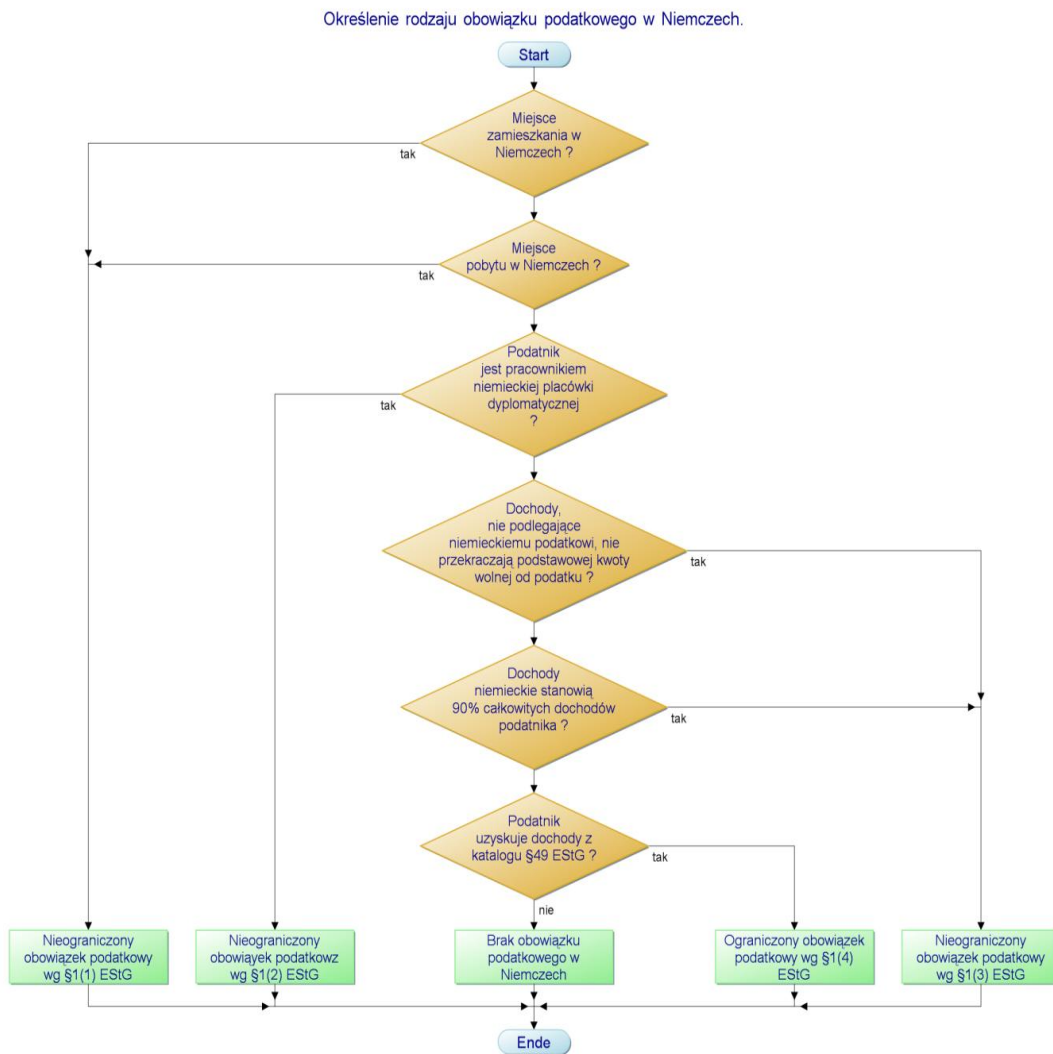 Określenie rodzaju obowiązku podatkowego w Niemczech.
Start
Miejsce
zamieszkania w
Niemczech ?
tak
Miejsce
pobytu w Niemczech ?
tak
Podatnik
jest pracownikiem
niemieckiej placówki
dyplomatycznej
?
tak
Dochody,
nie podlegające
niemieckiemu podatkowi, nie
przekraczają podstawowej kwoty
wolnej od podatku ?
tak
Dochody
niemieckie stanowią
90% całkowitych dochodów
podatnika ?
tak
Podatnik
uzyskuje dochody z
katalogu §49 EStG ?
tak
nie
Nieograniczony
obowiązek podatkowy
wg §1(1) EStG
Nieograniczony
obowiąyek podatkowz
wg §1(2) EStG
Brak obowiązku
podatkowego w
Niemczech
Ograniczony obowiązek
podatkowy wg §1(4)
EStG
Nieograniczony
obowiązek podatkowy
wg §1(3) EStG
Ende